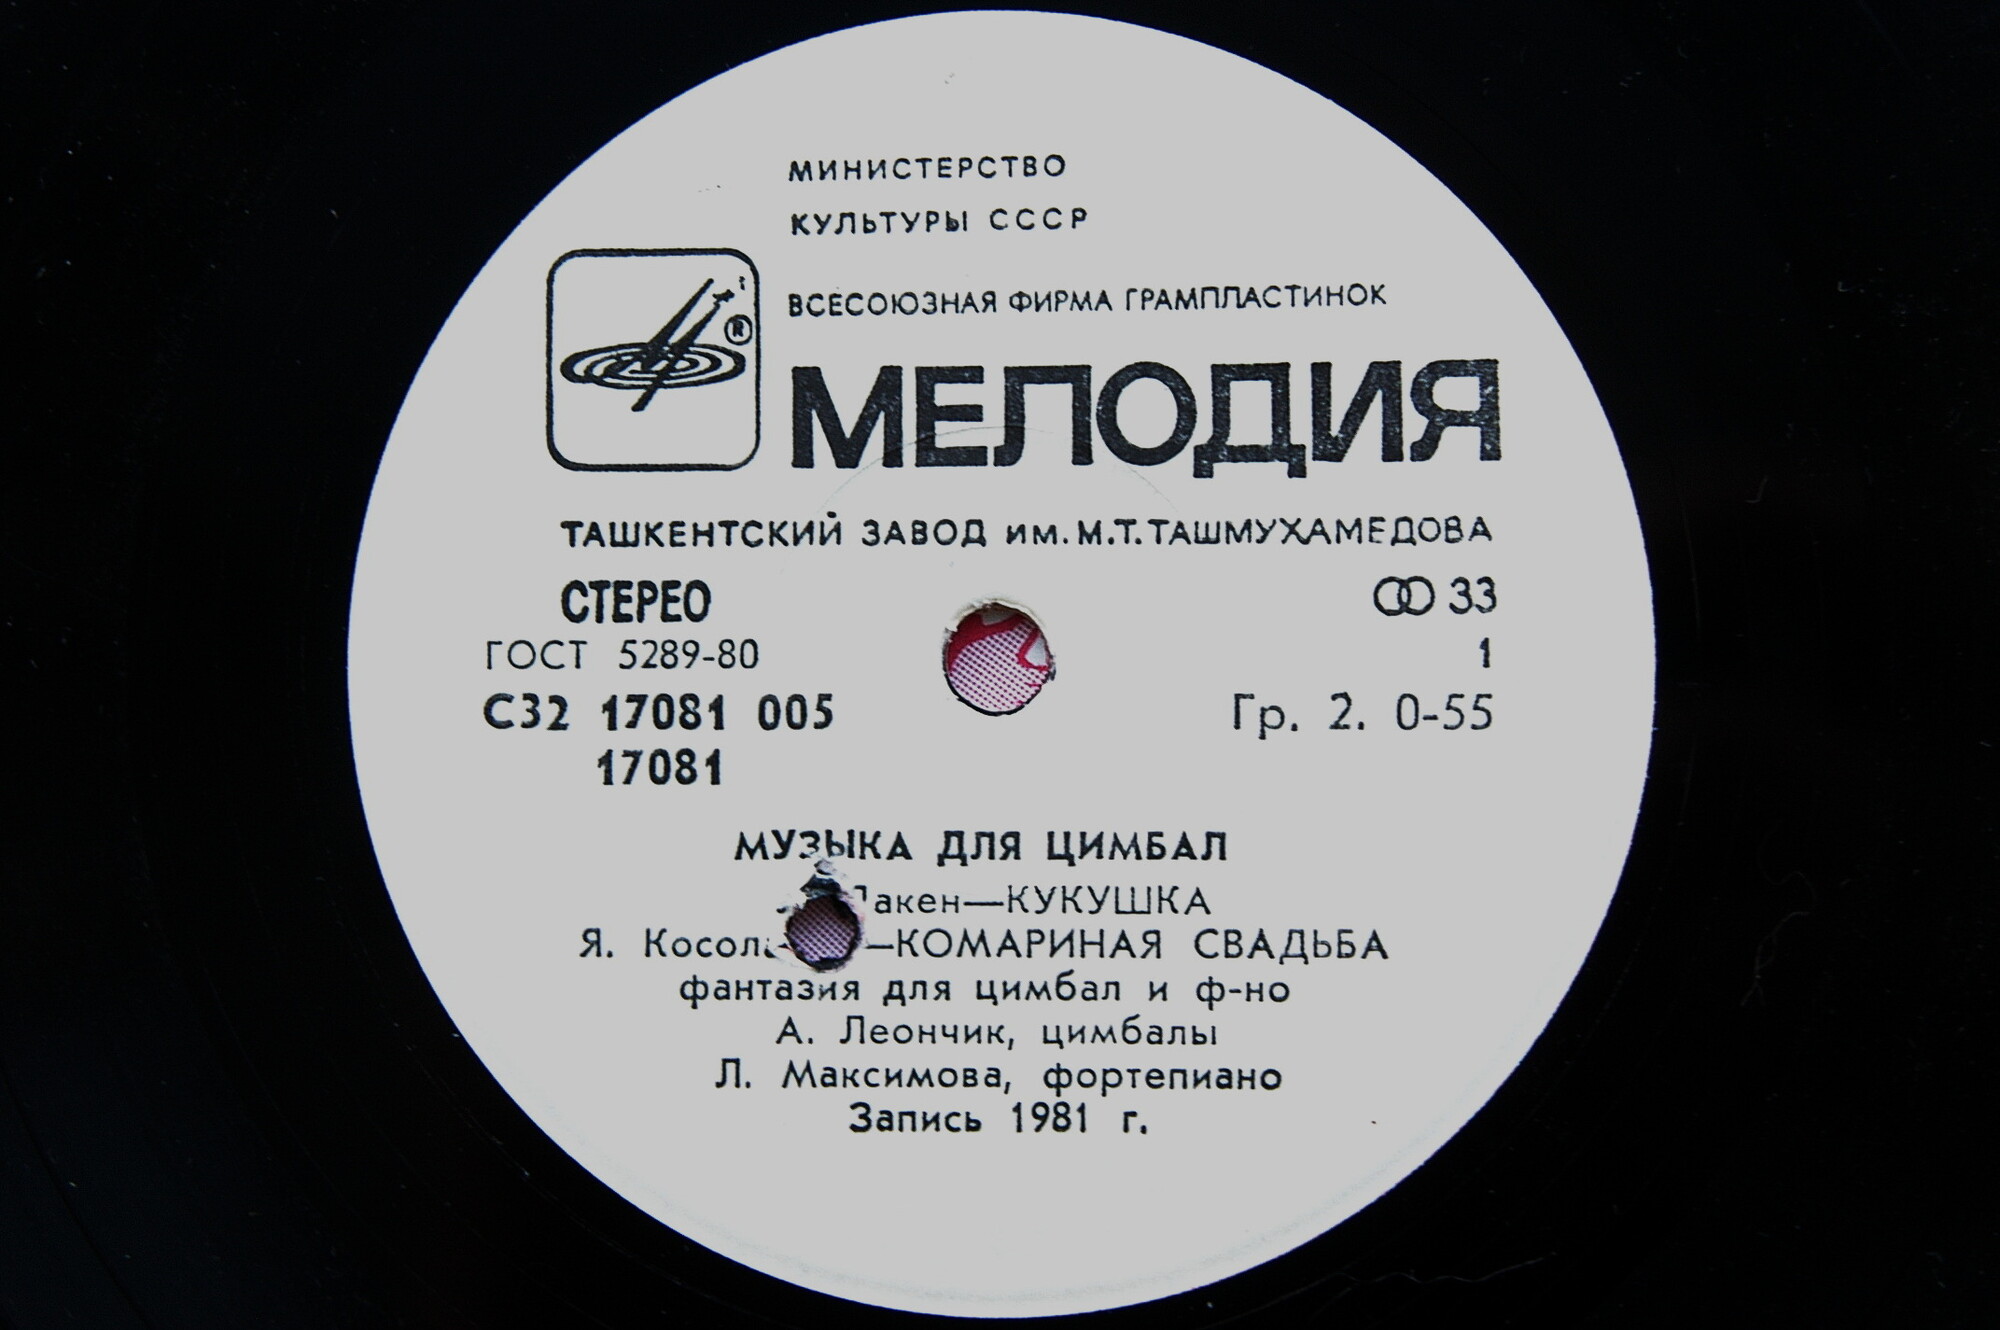 МИНИСТЕРСТВО
КУЛЬТУРЫ СССР
ВСЕСОЮЗНАЯ ФИРМА ГРАМПЛАСТИНОК
®
МЕЛОДИЯ
ТАШКЕНТСКИЙ ЗАВОД им. М.Т. ТАШМУХАМЕДОВА
СТЕРЕО 33
ГОСТ 5289-80 1
С32 17081 005 Гр. 2. 0-55
17081
МУЗЫКА ДЛЯ ЦИМБАЛ
—КУКУШКА
Я. —КОМАРИНАЯ СВАДЬБА
фантазия для цимбал и ф-но
А. Леончик, цимбалы
Л. Максимова, фортепиано
Запись 1981 г.